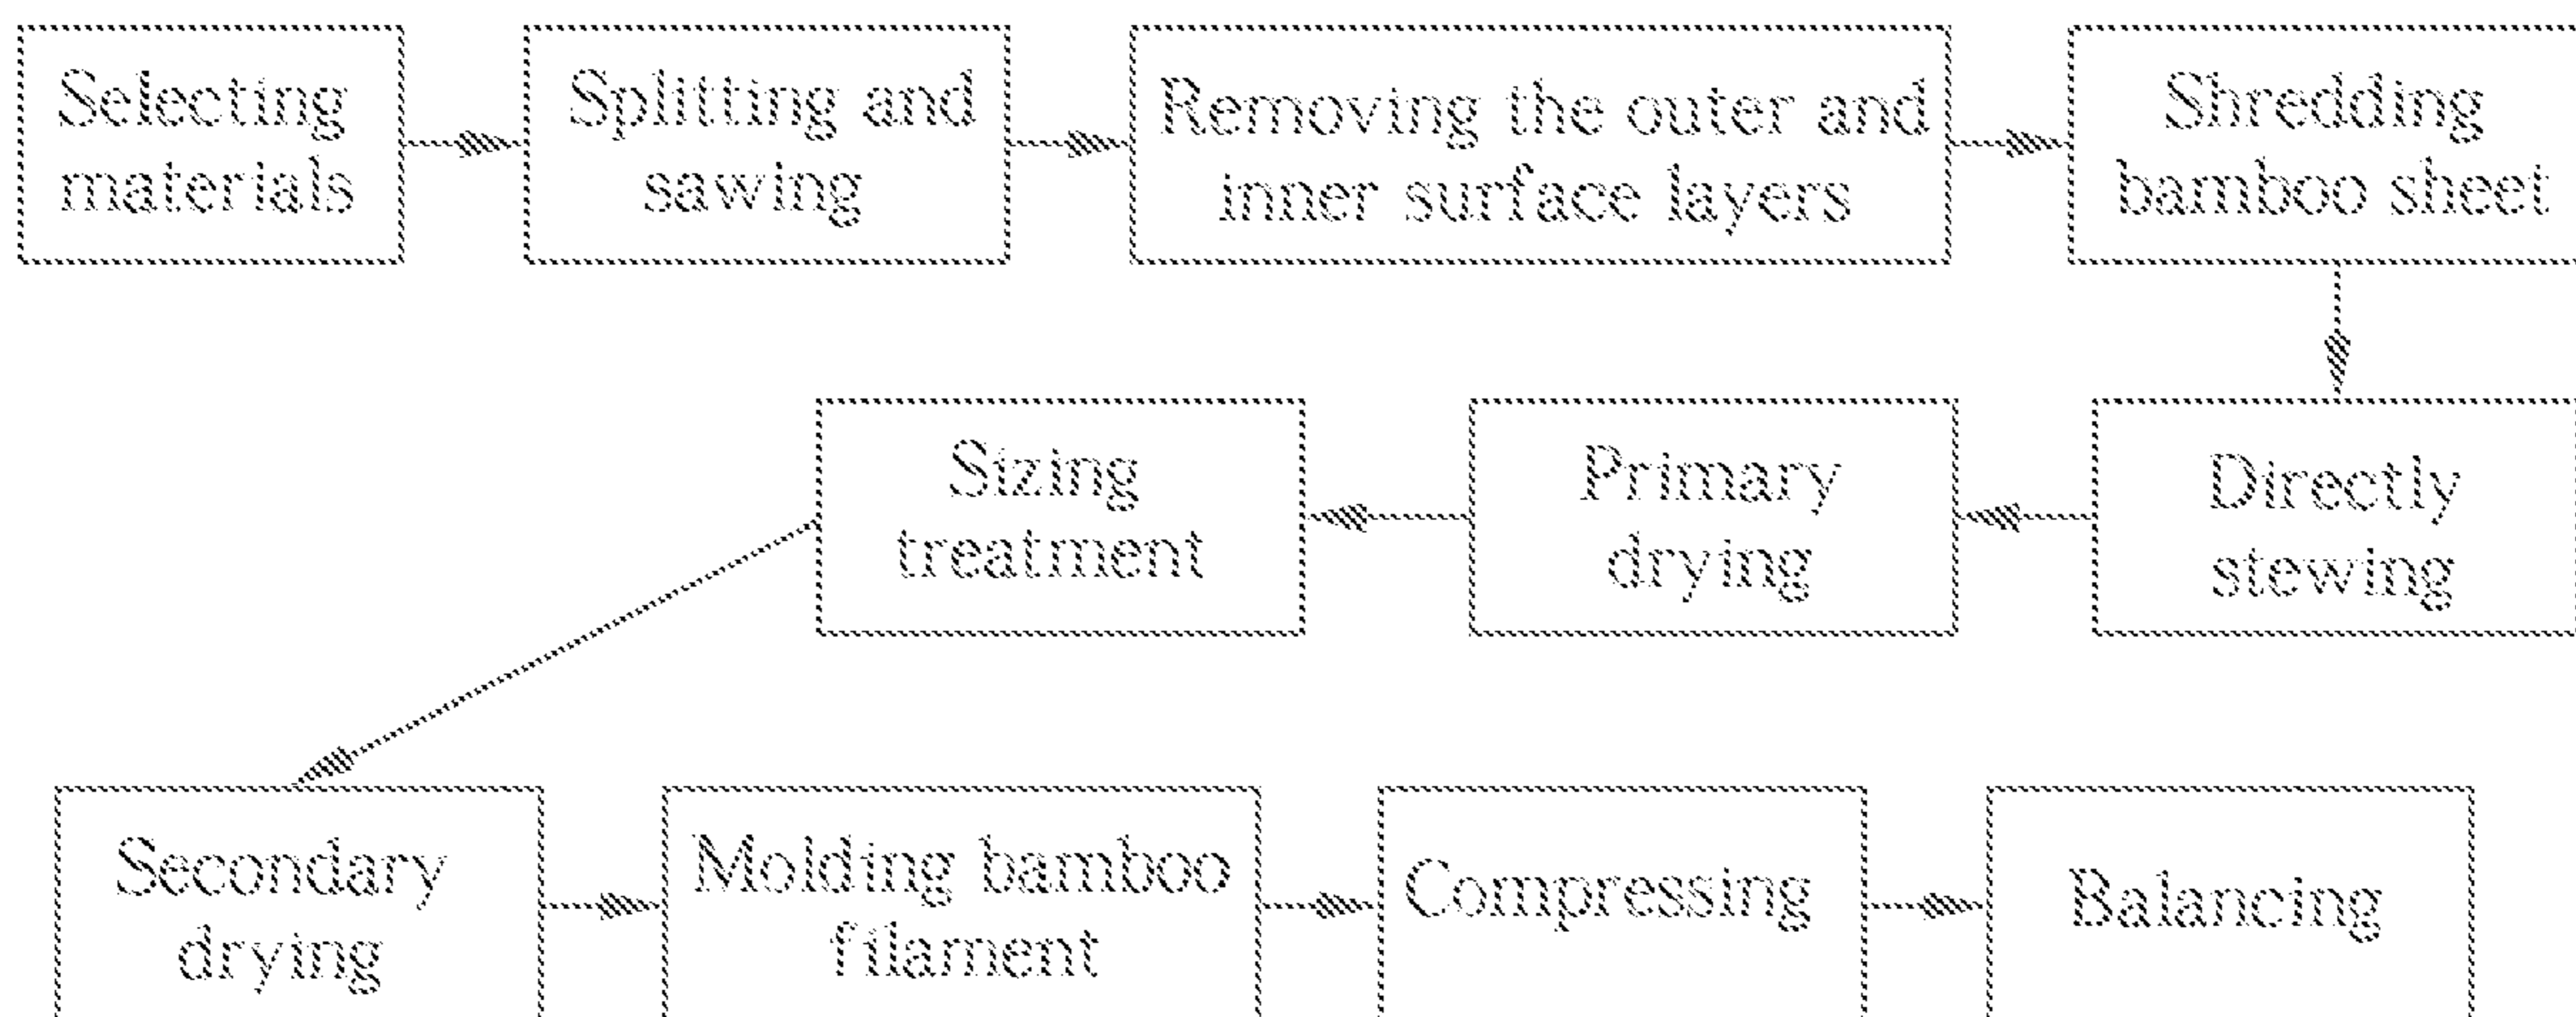 Selecting
materials
Splitting and
sawing
Removing the outer and
inner surface layers
Shredding
bamboo sheet
Directly
stewing
Primary
drying
Sizing
treatment
Secondary
drying
Molding bamboo
filament
Compressing
Balancing